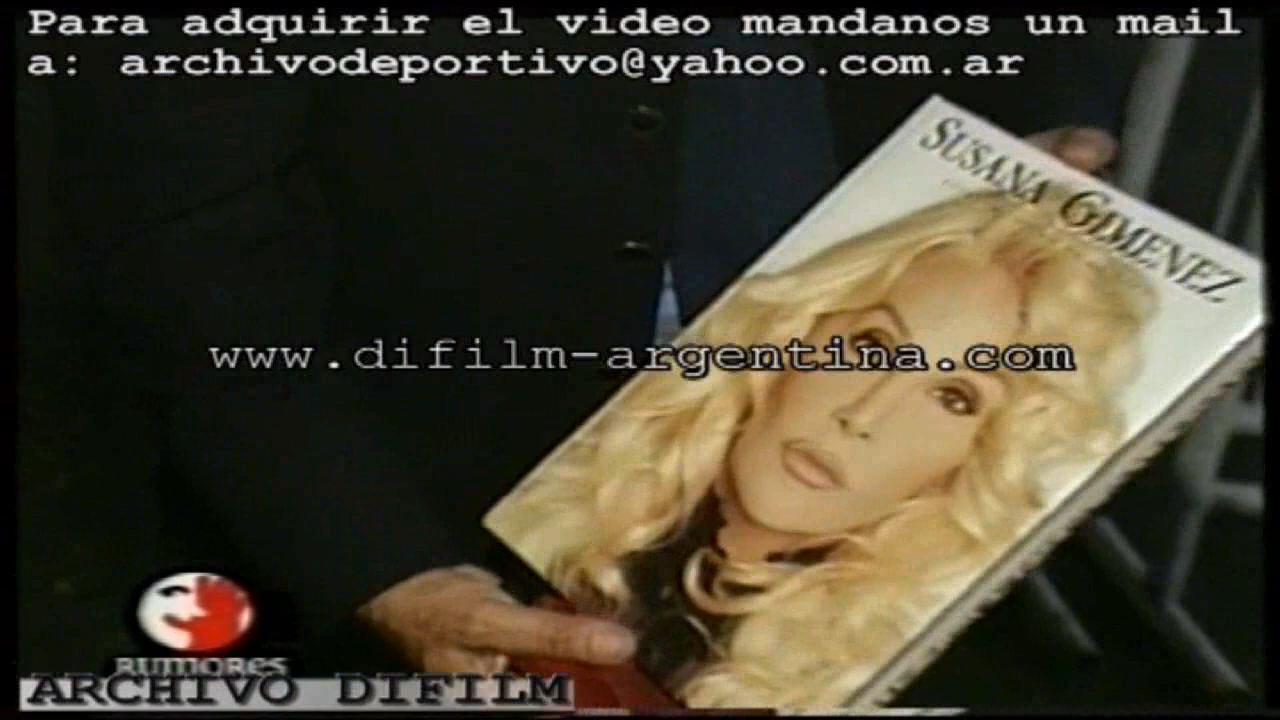 Para adquirir el video mandanos un mail
a: archivodeportivo@yahoo.com.ar
SUSANA GIMENEZ
www.difilm-argentina.com
RUMORES
ARCHIVO DIFILM